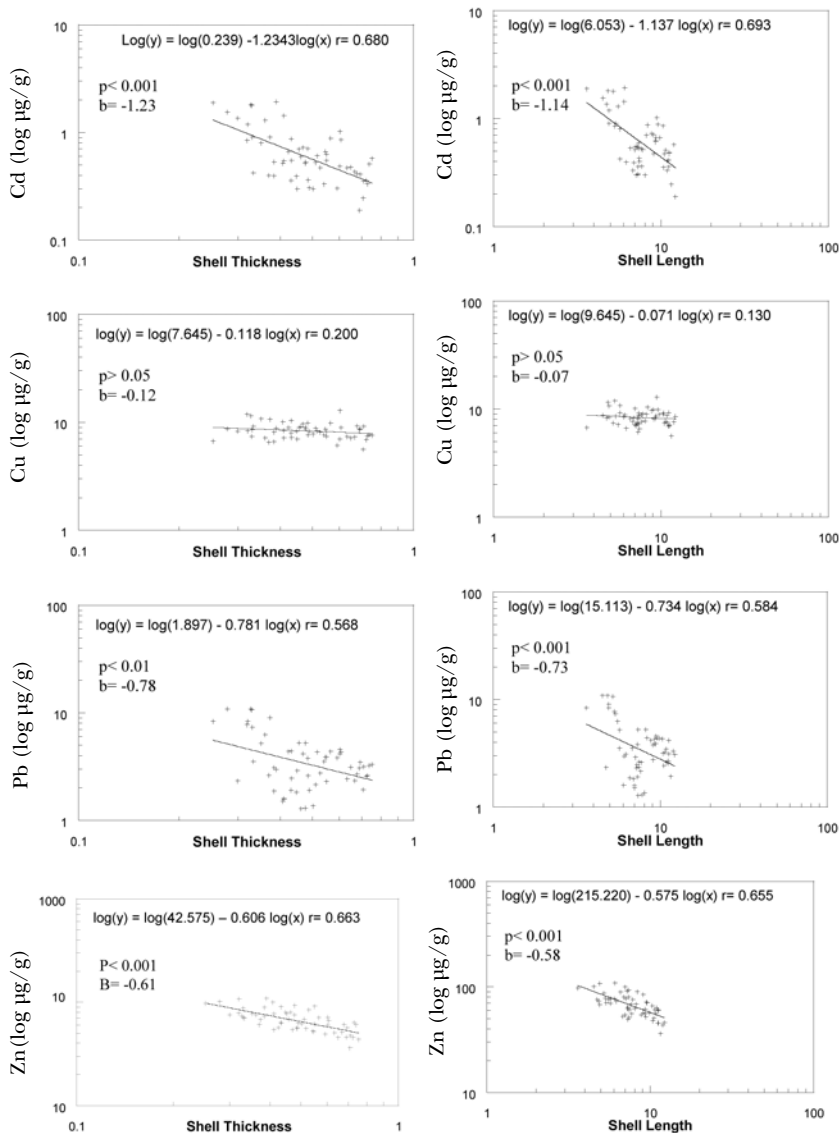 Log(y) = log(0.239) -1.2343log(x) r= 0.680
p< 0.001
b= -1.23
Cd (log µg/g)
10
1
0.1
0.1
1
Shell Thickness
log(y) = log(6.053) - 1.137 log(x) r= 0.693
p< 0.001
b= -1.14
Cd (log µg/g)
10
1
0.1
1
10
100
Shell Length
log(y) = log(7.645) - 0.118 log(x) r= 0.200
p> 0.05
b= -0.12
Cu (log µg/g)
100
10
1
0.1
1
Shell Thickness
log(y) = log(9.645) - 0.071 log(x) r= 0.130
p> 0.05
b= -0.07
Cu (log µg/g)
100
10
1
1
10
100
Shell Length
log(y) = log(1.897) - 0.781 log(x) r= 0.568
p< 0.01
b= -0.78
Pb (log µg/g)
100
10
1
0.1
1
Shell Thickness
log(y) = log(15.113) - 0.734 log(x) r= 0.584
p< 0.001
b= -0.73
Pb (log µg/g)
100
10
1
1
10
100
Shell Length
log(y) = log(42.575) – 0.606 log(x) r= 0.663
P< 0.001
B= -0.61
Zn(log µg/g)
1000
10
10
0.1
1
Shell Thickness
log(y) = log(215.220) - 0.575 log(x) r= 0.655
p< 0.001
b= -0.58
Zn (log µg/g)
1000
100
10
1
10
100
Shell Length